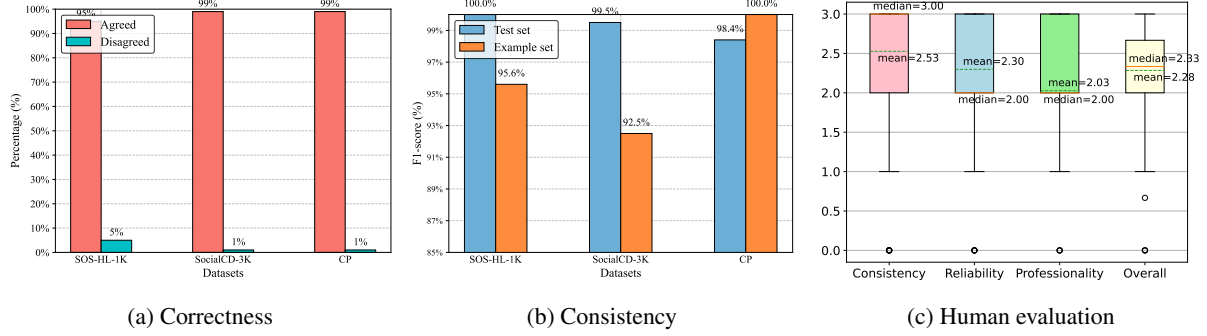 95%
99%
99%
Agreed
Disagreed
100%
90%
80%
70%
60%
50%
40%
30%
20%
10%
0%
Percentage (%)
5%
1%
1%
SOS-HL-1K
SocialCD-3K
CP
Datasets
(a) Correctness
100.0%
99.5%
98.4%
100.0%
Test set
Example set
95.6%
92.5%
99%
97%
95%
93%
91%
99%
87%
85%
F1-score (%)
SOS-HL-1K
SocialCD-3K
CP
Datasets
(b) Consistency
3.0
2.5
2.0
1.5
1.0
0.5
0.0
median=3.00
mean=2.53
mean=2.30
median=2.00
mean=2.03
median=2.00
median=2.33
mean=2.28
Consistency
Reliability
Professionality
Overall
(c) Human evaluation